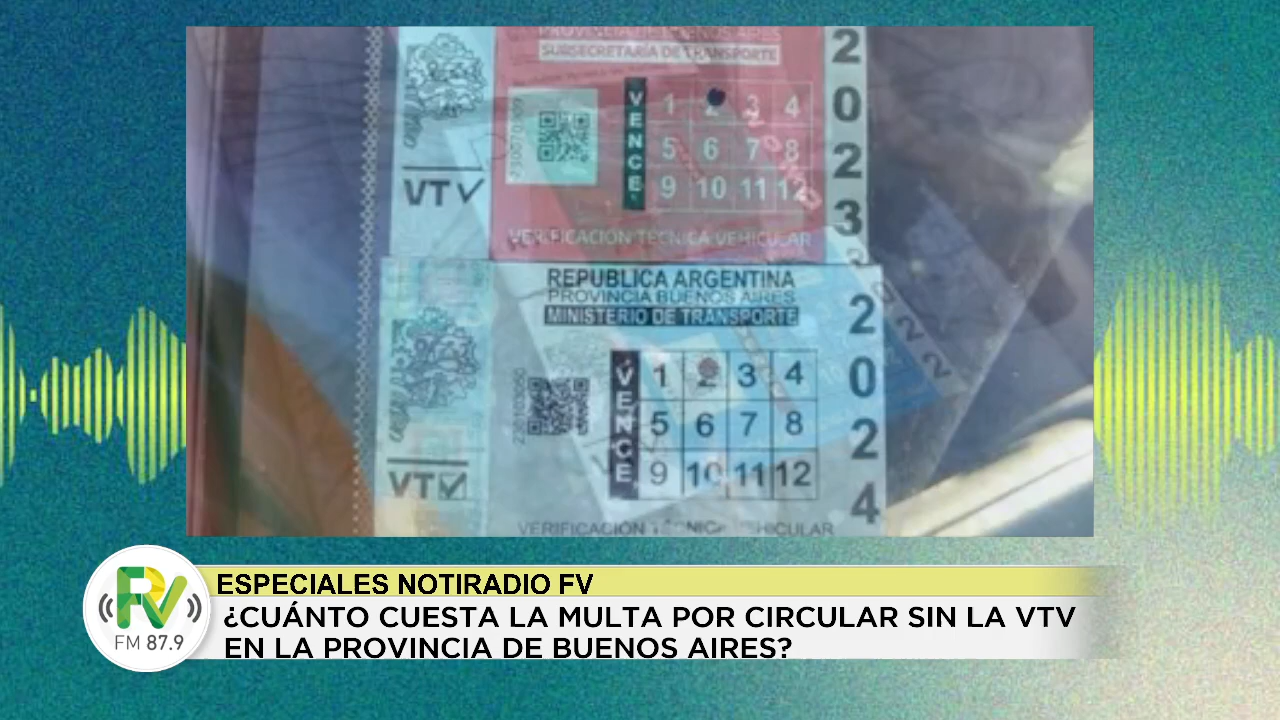 PROVINCIA DE BUENOS AIRES
SUBSECRETARÍA DE TRANSPORTE
VENCE
1 2 3 4
5 6 7 8
9 10 11 12
2023
VTV
VERIFICACIÓN TÉCNICA VEHICULAR
REPUBLICA ARGENTINA
PROVINCIA BUENOS AIRES
MINISTERIO DE TRANSPORTE
VENCE
1 2 3 4
5 6 7 8
9 10 11 12
2024
VTV
VERIFICACIÓN TÉCNICA VEHICULAR
ESPECIALES NOTIRADIO FV
¿CUÁNTO CUESTA LA MULTA POR CIRCULAR SIN LA VTV
EN LA PROVINCIA DE BUENOS AIRES?
FV
FM 87.9